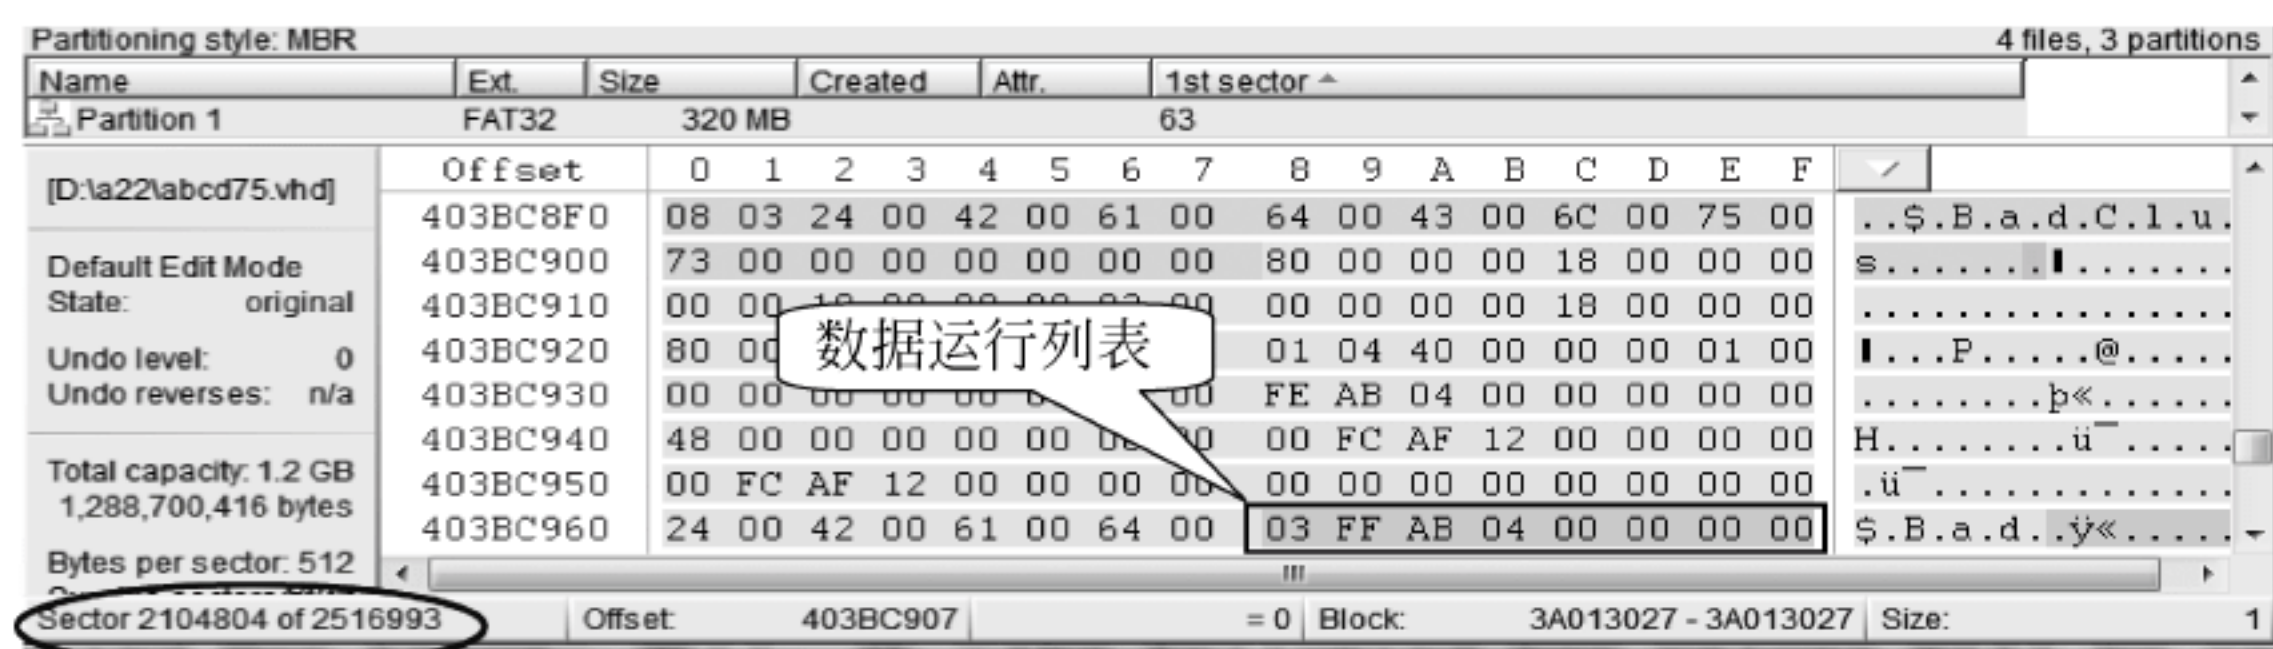 Partitioning style: MBR 4 files, 3 partitions
Name Ext. Size Created Attr. 1st sector
Partition 1 FAT32 320 MB 63
[D:\a22\abcd75.vhd]
Default Edit Mode
State: original
Undo level: 0
Undo reverses: n/a
Total capacity: 1.2 GB
1,288,700,416 bytes
Bytes per sector: 512
Offset 0 1 2 3 4 5 6 7 8 9 A B C D E F
403BC8F0 08 03 24 00 42 00 61 00 64 00 43 00 6C 00 75 00 ..$.B.a.d.C.l.u.
403BC900 73 00 00 00 00 00 00 00 80 00 00 00 18 00 00 00 s...............
403BC910 00 00 00 00 00 00 18 00 00 00 ................
403BC920 80 00 01 04 40 00 00 00 01 00 ...P.....@.....
403BC930 00 00 00 00 00 00 FE AB 04 00 00 00 00 00 ........þ«......
403BC940 48 00 00 00 00 00 00 00 00 FC AF 12 00 00 00 00 H........ü¯.....
403BC950 00 FC AF 12 00 00 00 00 00 00 00 00 00 00 00 00 .ü¯.............
403BC960 24 00 42 00 61 00 64 00 03 FF AB 04 00 00 00 00 $.B.a.d..ÿ«.....
数据运行列表
Sector 2104804 of 2516993 Offset: 403BC907 = 0 Block: 3A013027 - 3A013027 Size: 1